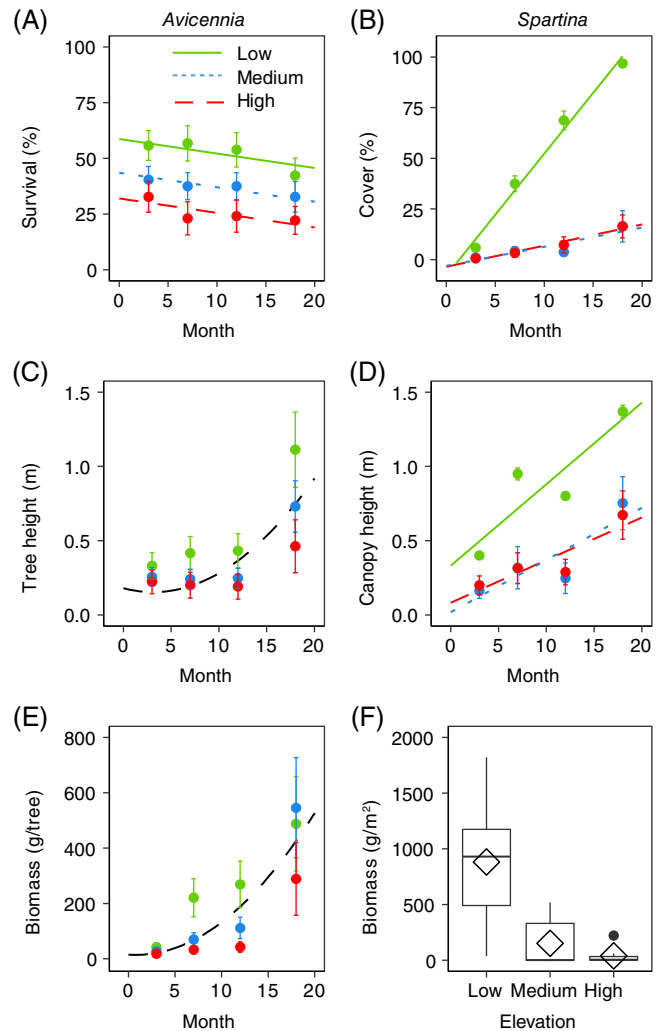 (A) Avicennia (B) Spartina
Low
Medium
High
100
75
50
25
0
Survival (%)
0 5 10 15 20
Month
100
75
50
25
0
Cover (%)
0 5 10 15 20
Month
(C) (D)
1.5
1.0
0.5
0.0
Tree height (m)
0 5 10 15 20
Month
1.5
1.0
0.5
0.0
Canopy height (m)
0 5 10 15 20
Month
(E) (F)
800
600
400
200
0
Biomass (g/tree)
0 5 10 15 20
Month
2000
1500
1000
500
0
Biomass (g/m²)
Low Medium High
Elevation